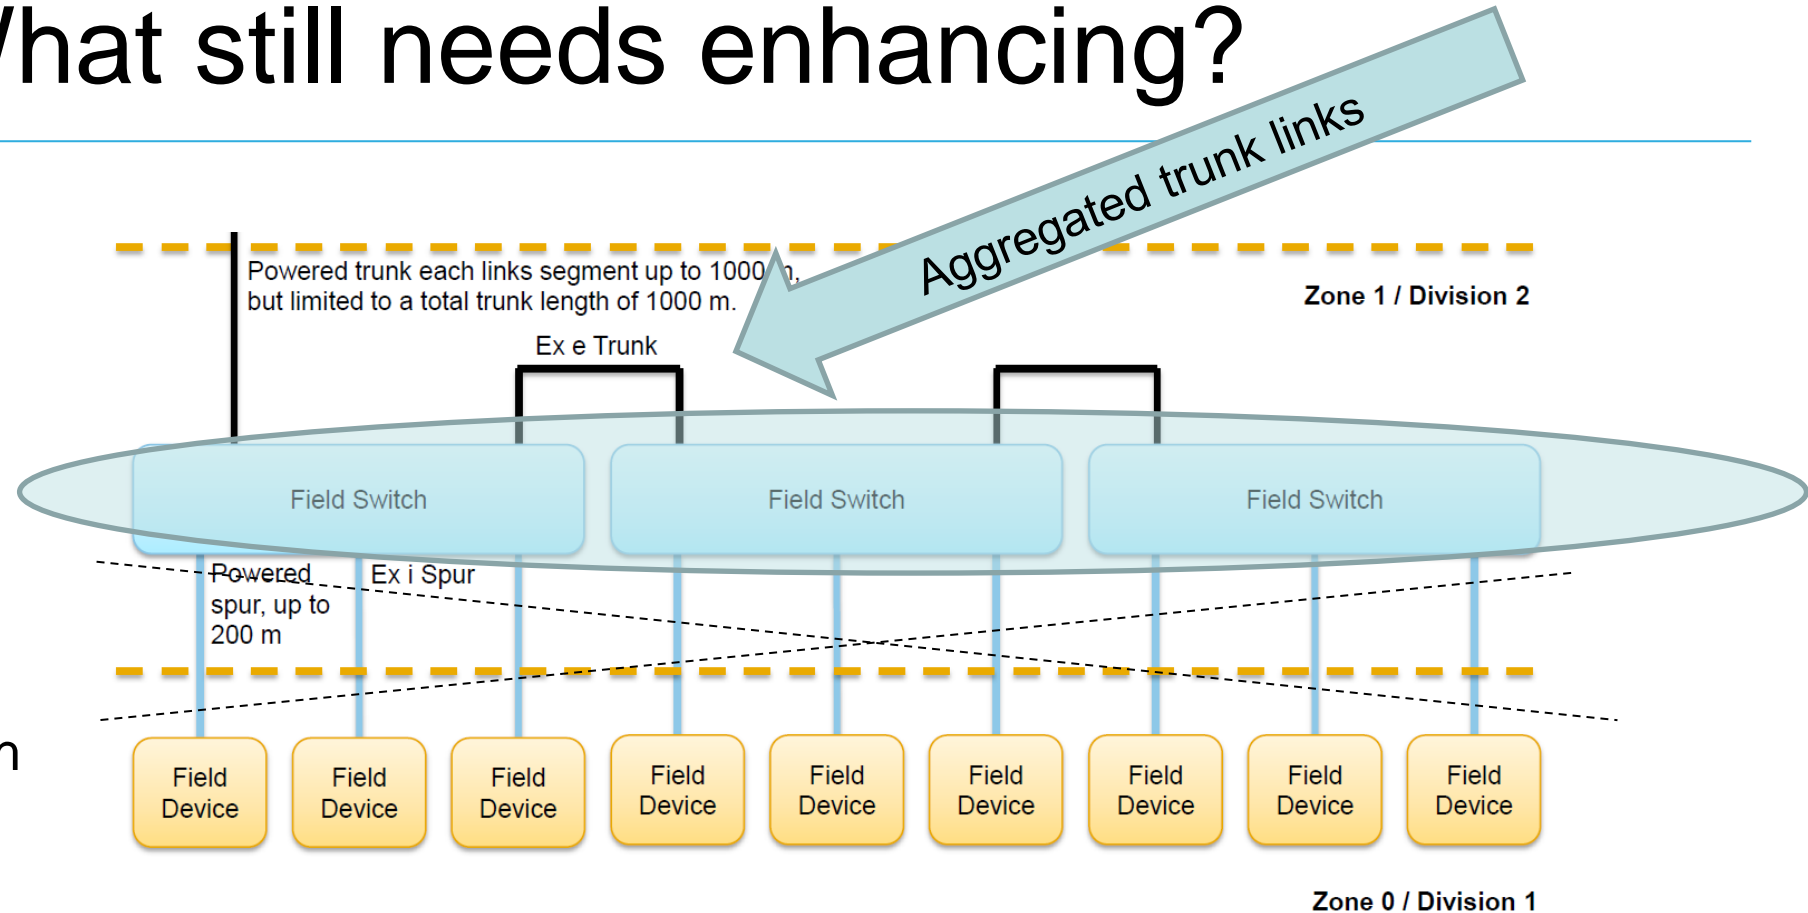 What still needs enhancing?
Aggregated trunk links
Powered trunk each links segment up to 1000 m,
but limited to a total trunk length of 1000 m.
Zone 1 / Division 2
Ex e Trunk
Field Switch
Field Switch
Field Switch
Powered
spur, up to
200 m
Ex i Spur
Field
Device
Field
Device
Field
Device
Field
Device
Field
Device
Field
Device
Field
Device
Field
Device
Field
Device
Zone 0 / Division 1